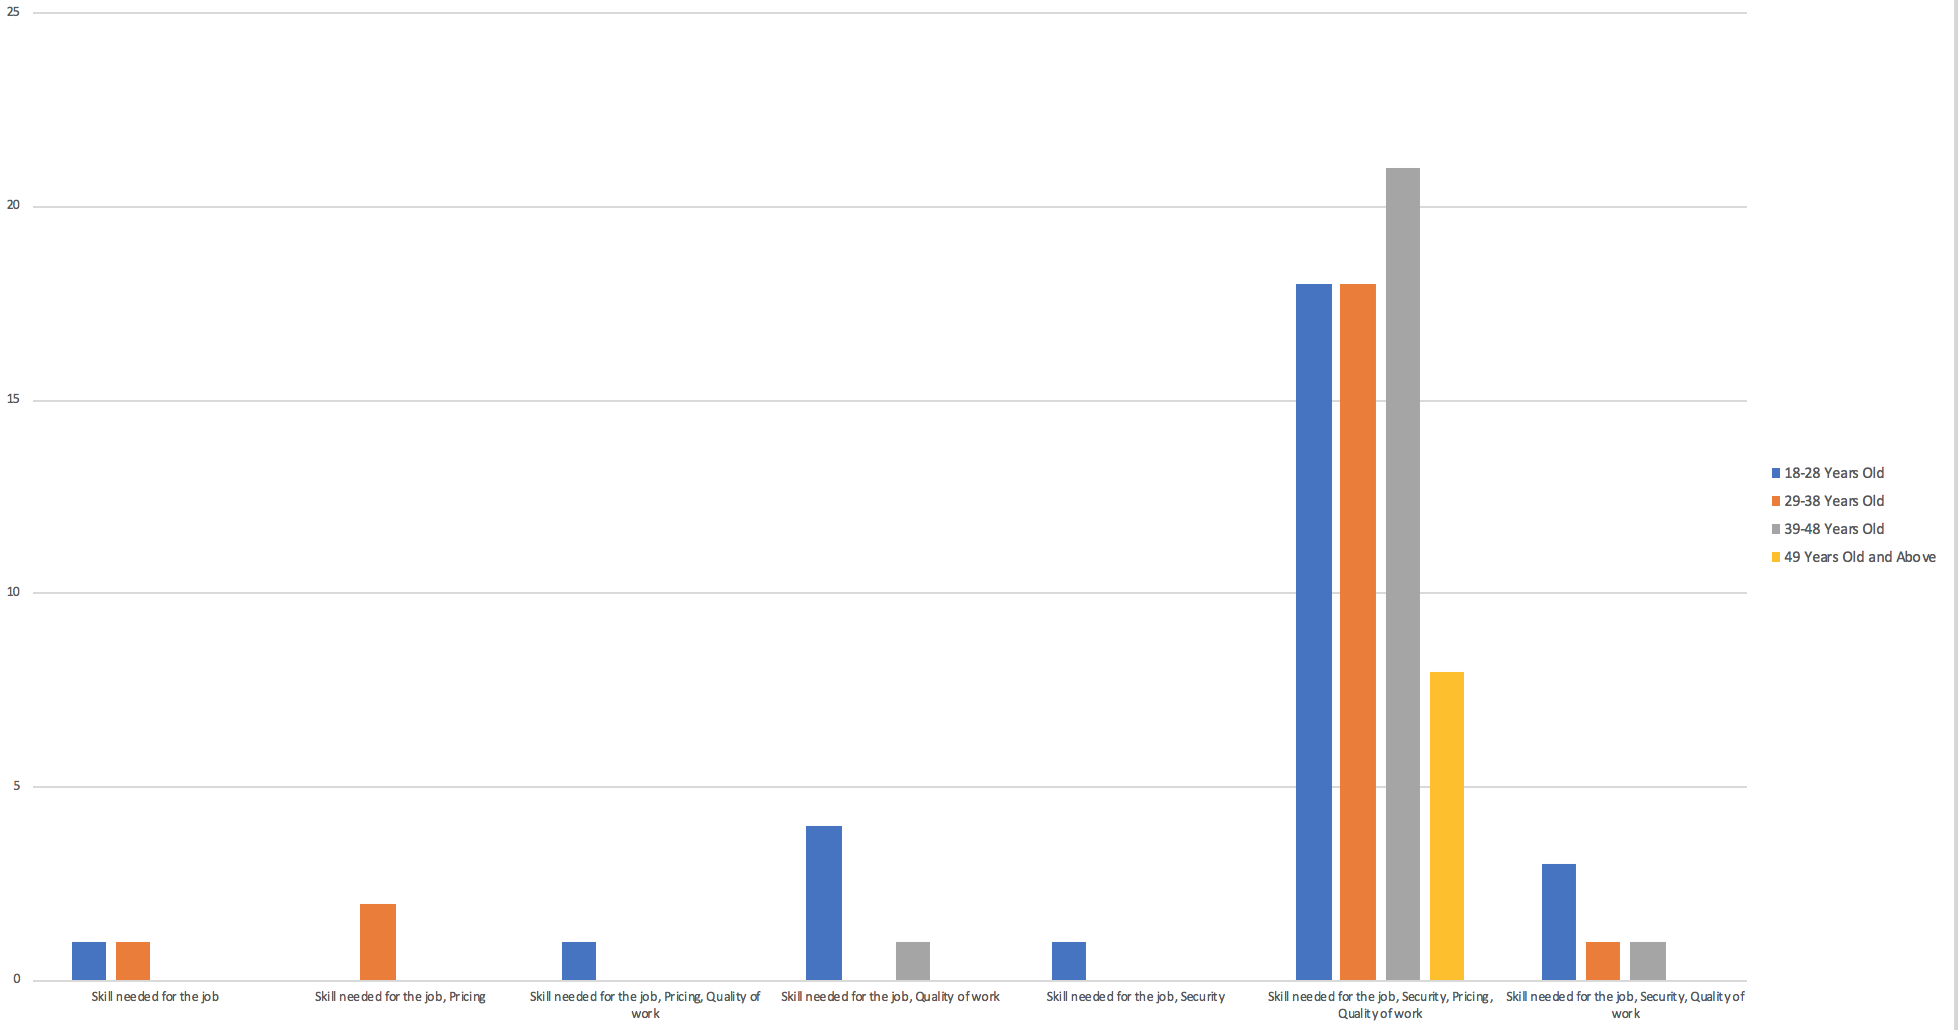 25
20
15
10
5
0
Skill needed for the job
Skill needed for the job, Pricing
Skill needed for the job, Pricing, Quality of
work
Skill needed for the job, Quality of work
Skill needed for the job, Security
Skill needed for the job, Security, Pricing,
Quality of work
Skill needed for the job, Security, Quality of
work
18-28 Years Old
29-38 Years Old
39-48 Years Old
49 Years Old and Above